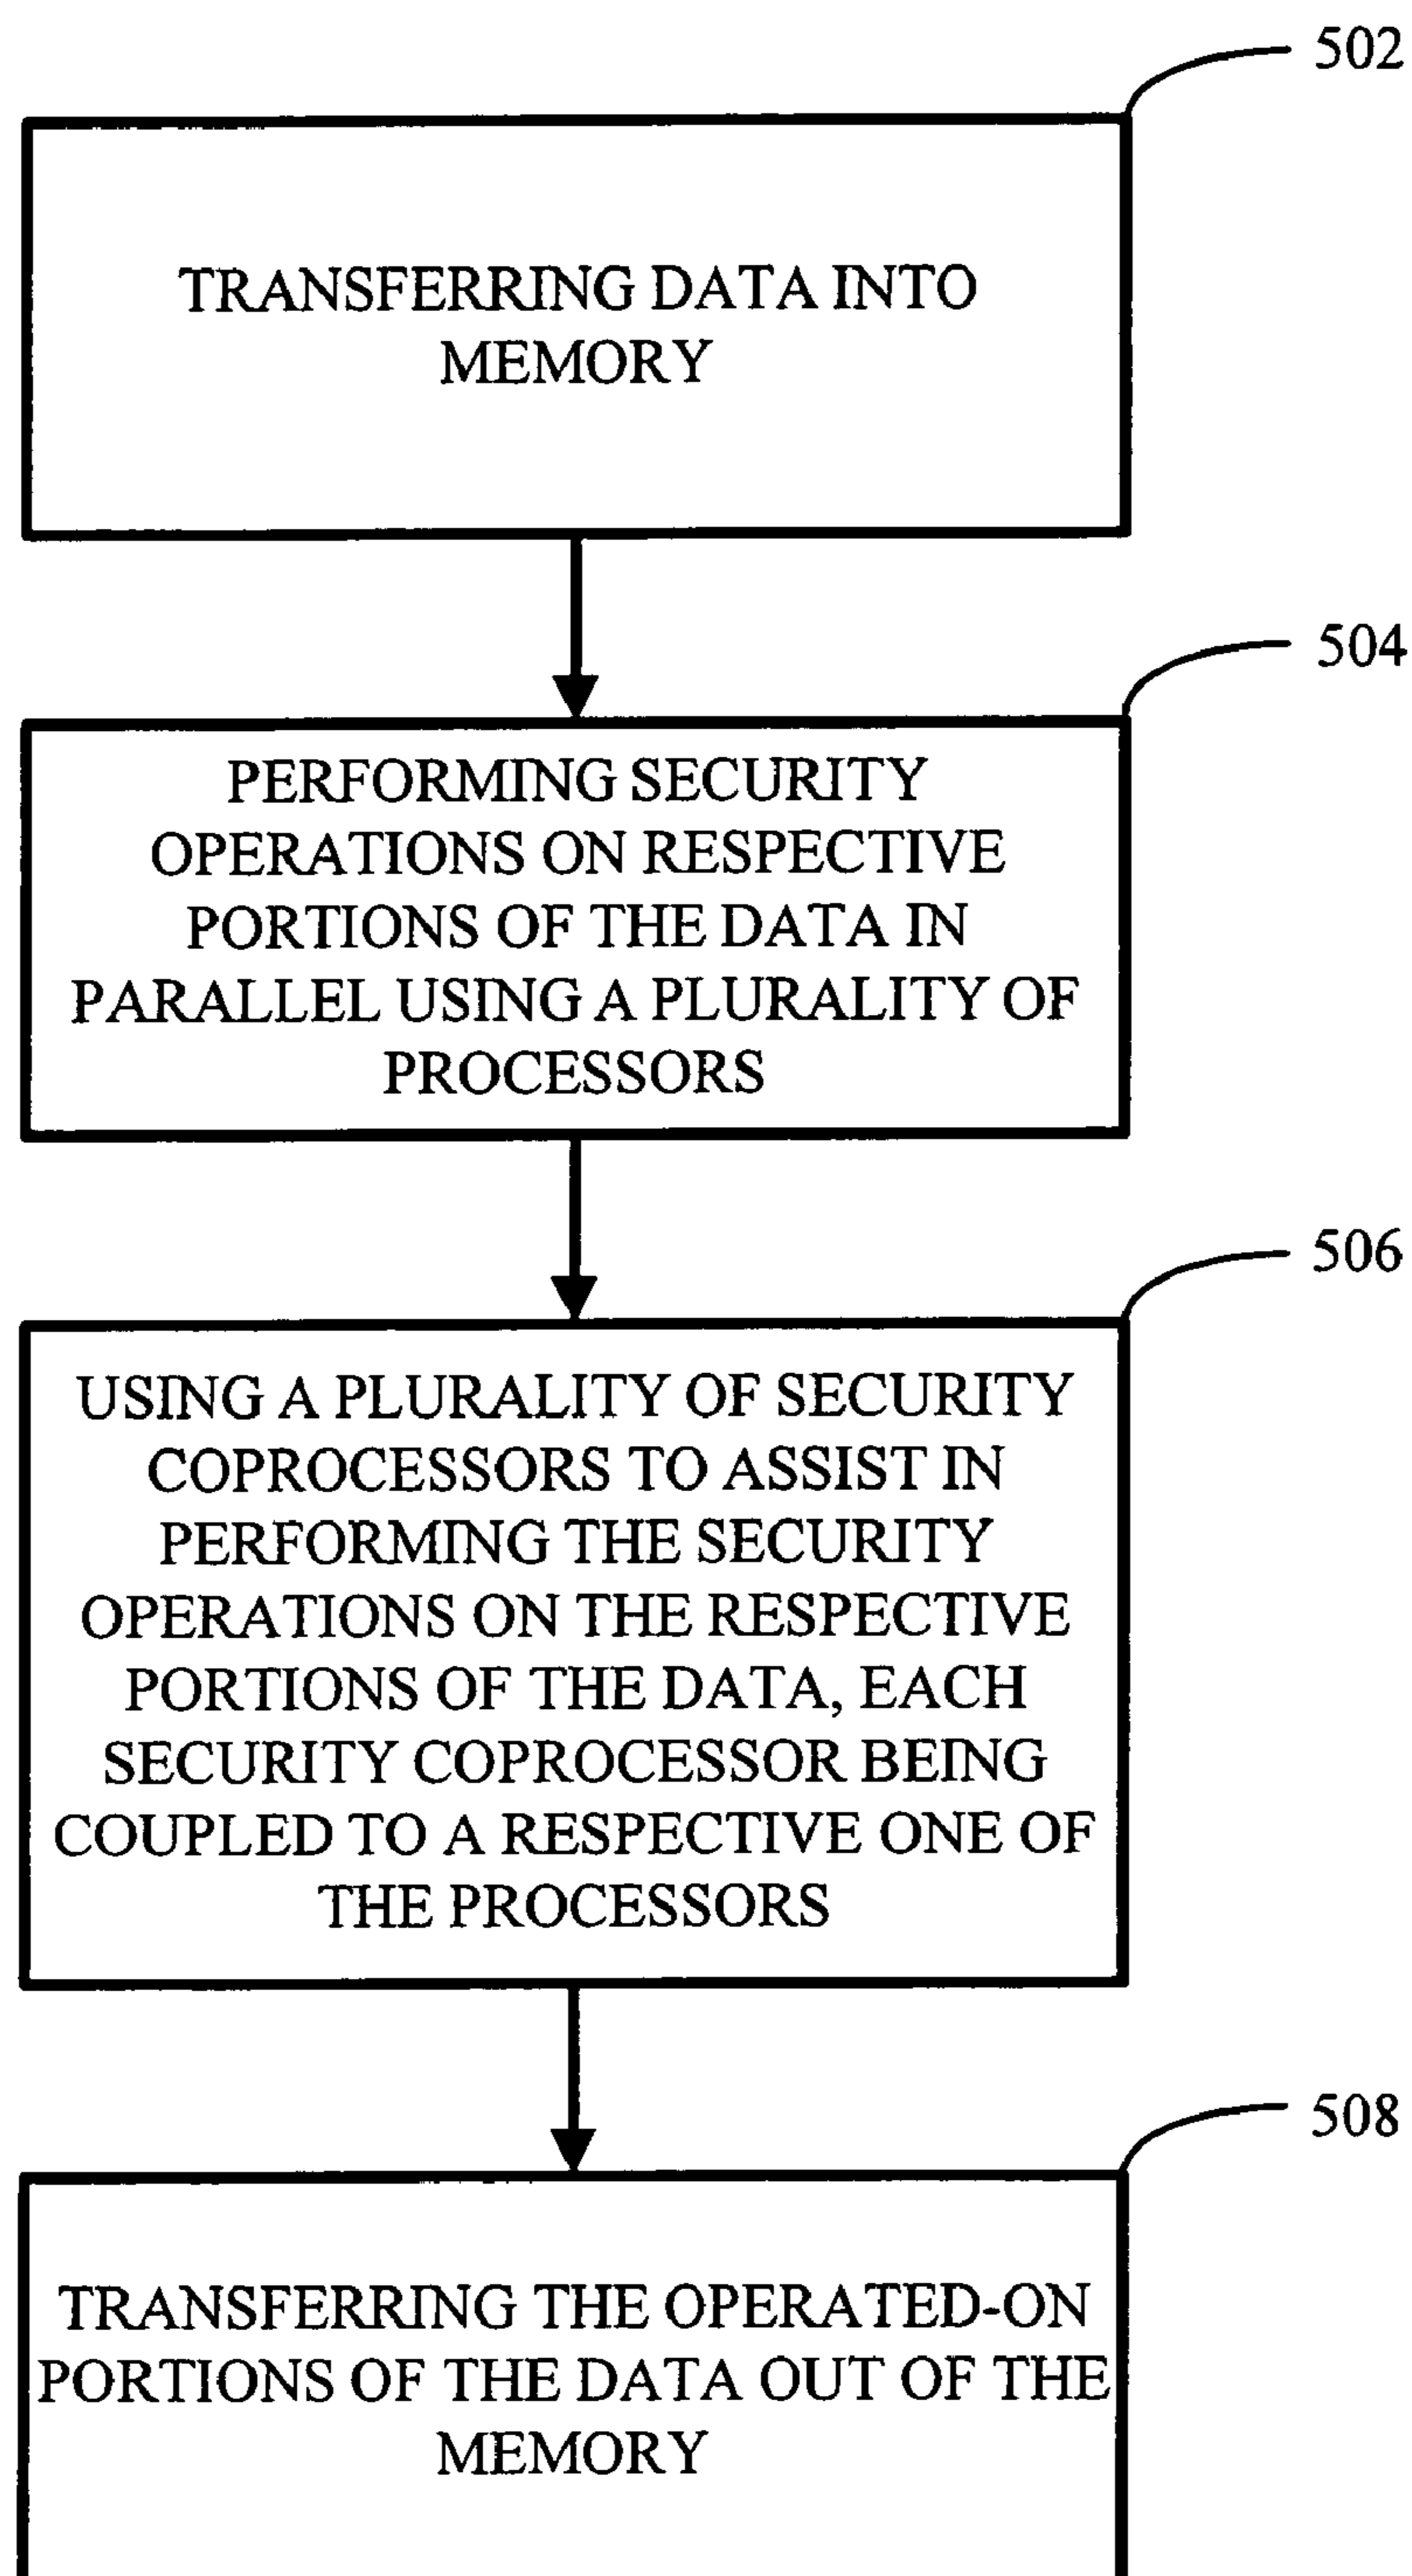 502
TRANSFERRING DATA INTO
MEMORY
504
PERFORMING SECURITY
OPERATIONS ON RESPECTIVE
PORTIONS OF THE DATA IN
PARALLEL USING A PLURALITY OF
PROCESSORS
506
USING A PLURALITY OF SECURITY
COPROCESSORS TO ASSIST IN
PERFORMING THE SECURITY
OPERATIONS ON THE RESPECTIVE
PORTIONS OF THE DATA, EACH
SECURITY COPROCESSOR BEING
COUPLED TO A RESPECTIVE ONE OF
THE PROCESSORS
508
TRANSFERRING THE OPERATED-ON
PORTIONS OF THE DATA OUT OF THE
MEMORY